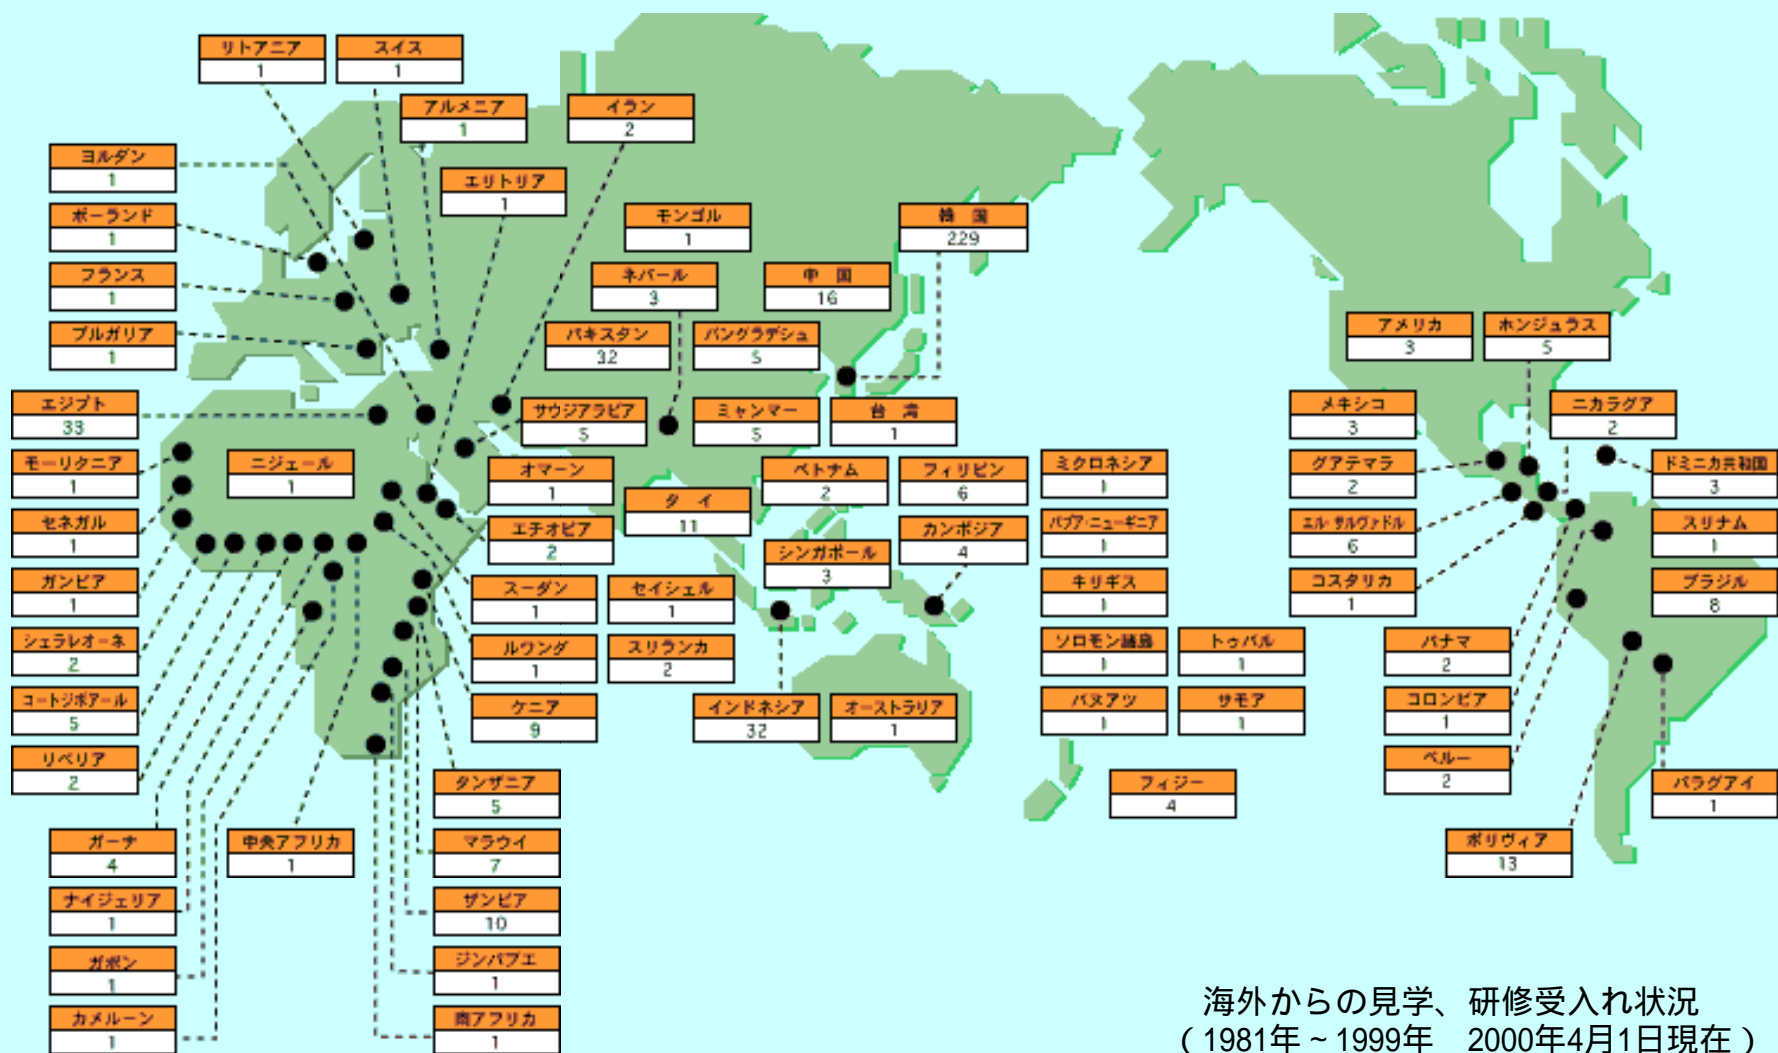 リトアニア
1
スイス
1
アルメニア
1
イラン
2
ヨルダン
1
エリトリア
1
ポーランド
1
モンゴル
1
韓国
229
フランス
1
ネパール
3
中国
16
ブルガリア
1
パキスタン
32
バングラデシュ
5
アメリカ
3
ホンジュラス
5
エジプト
33
サウジアラビア
5
ミャンマー
5
台湾
1
メキシコ
3
ニカラグア
2
モーリタニア
1
ニジェール
1
オマーン
1
タイ
11
ベトナム
2
フィリピン
6
ミクロネシア
1
グアテマラ
2
ドミニカ共和国
3
セネガル
1
エチオピア
2
シンガポール
3
カンボジア
4
パプア・ニューギニア
1
エル・サルヴァドル
6
スリナム
1
ガンビア
1
スーダン
1
セイシェル
1
キリギス
1
コスタリカ
1
ブラジル
8
シェラレオーネ
2
ルワンダ
1
スリランカ
2
ソロモン諸島
1
トゥバル
1
パナマ
2
コートジボアール
5
ケニア
9
インドネシア
32
オーストラリア
1
バヌアツ
1
サモア
1
コロンビア
1
リベリア
2
タンザニア
5
フィジー
4
ペルー
2
パラグアイ
1
ガーナ
4
中央アフリカ
1
マラウイ
7
ボリヴィア
13
ナイジェリア
1
ザンビア
10
ガボン
1
ジンバブエ
1
カメルーン
1
南アフリカ
1
海外からの見学、研修受入れ状況
（1981年～1999年　2000年4月1日現在）